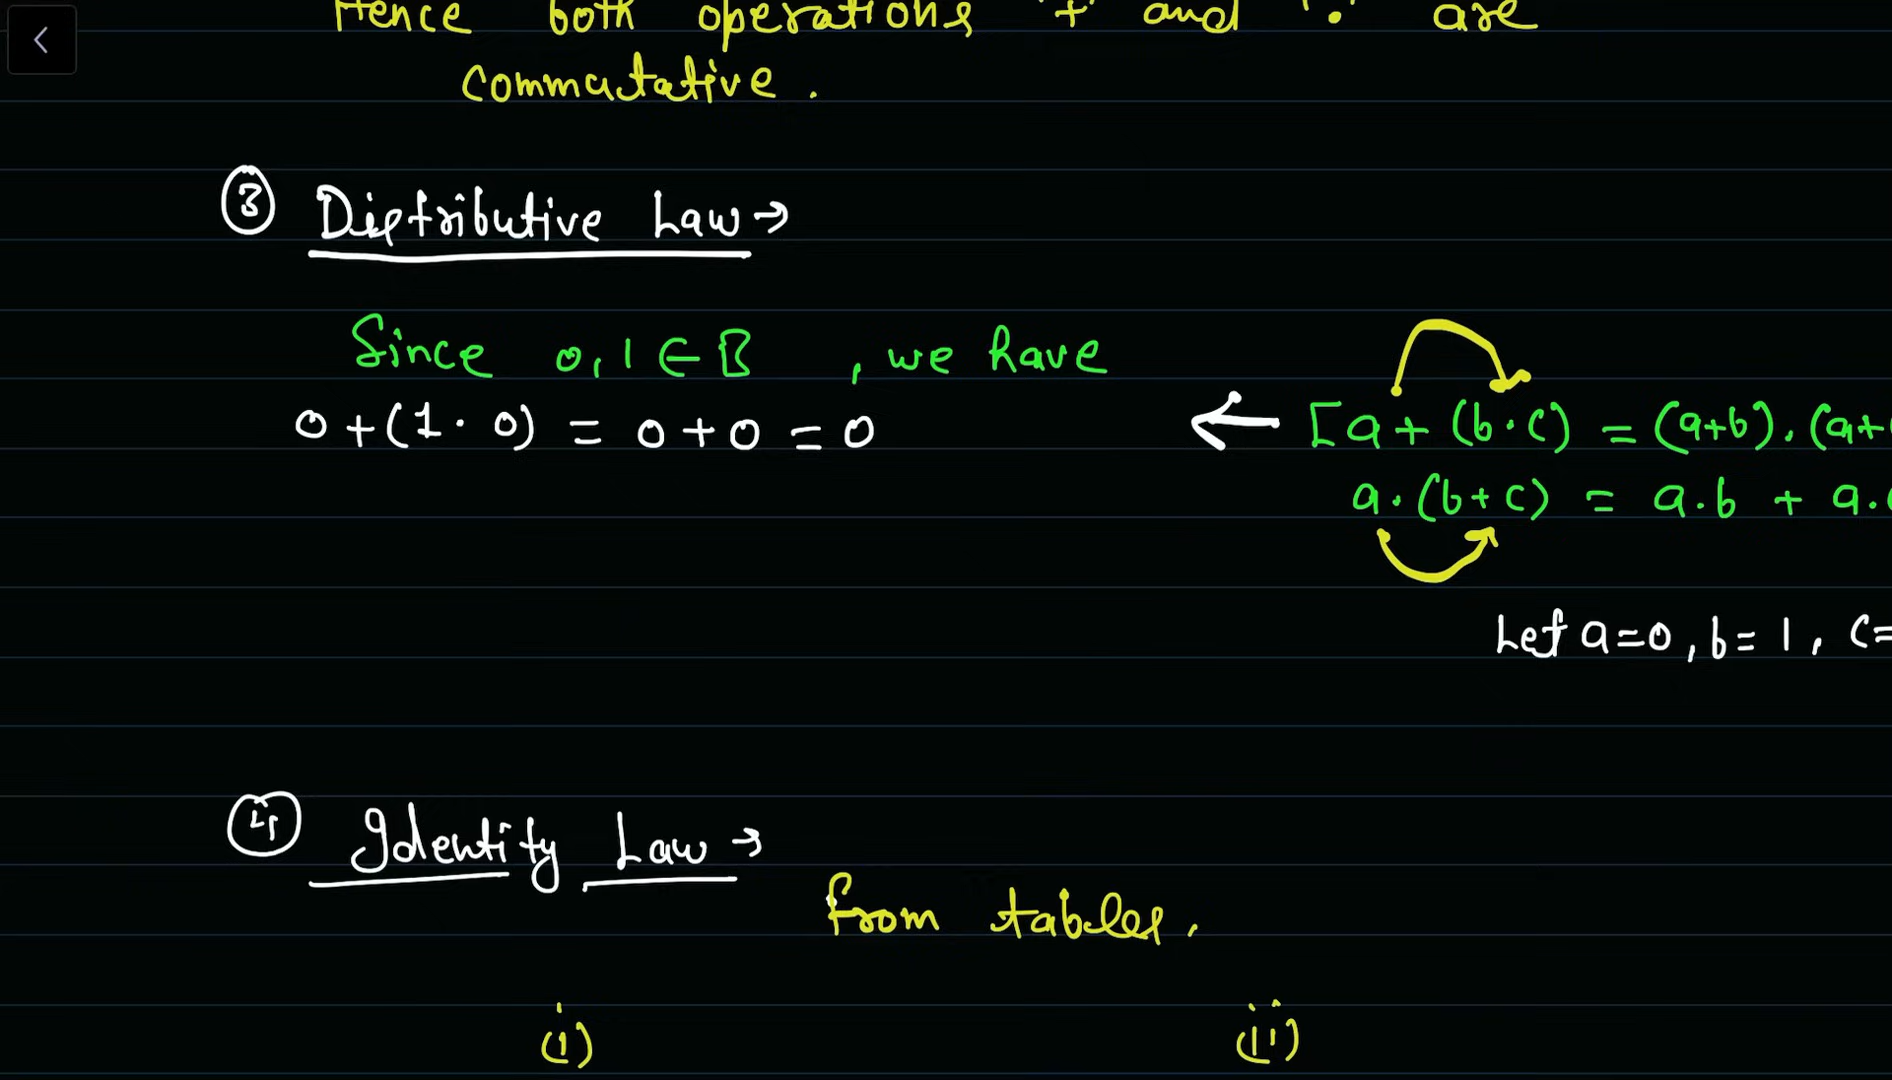 Hence both operations '+' and '.' are
commutative.
③ Distributive Law →
Since 0,1 ∈ B , we have
0+(1·0) = 0+0 = 0
← [a+(b·c) = (a+b).(a+
a.(b+c) = a.b + a.
Let a=0, b=1, c=
④ Identity Law →
from tables.
(i) (ii)